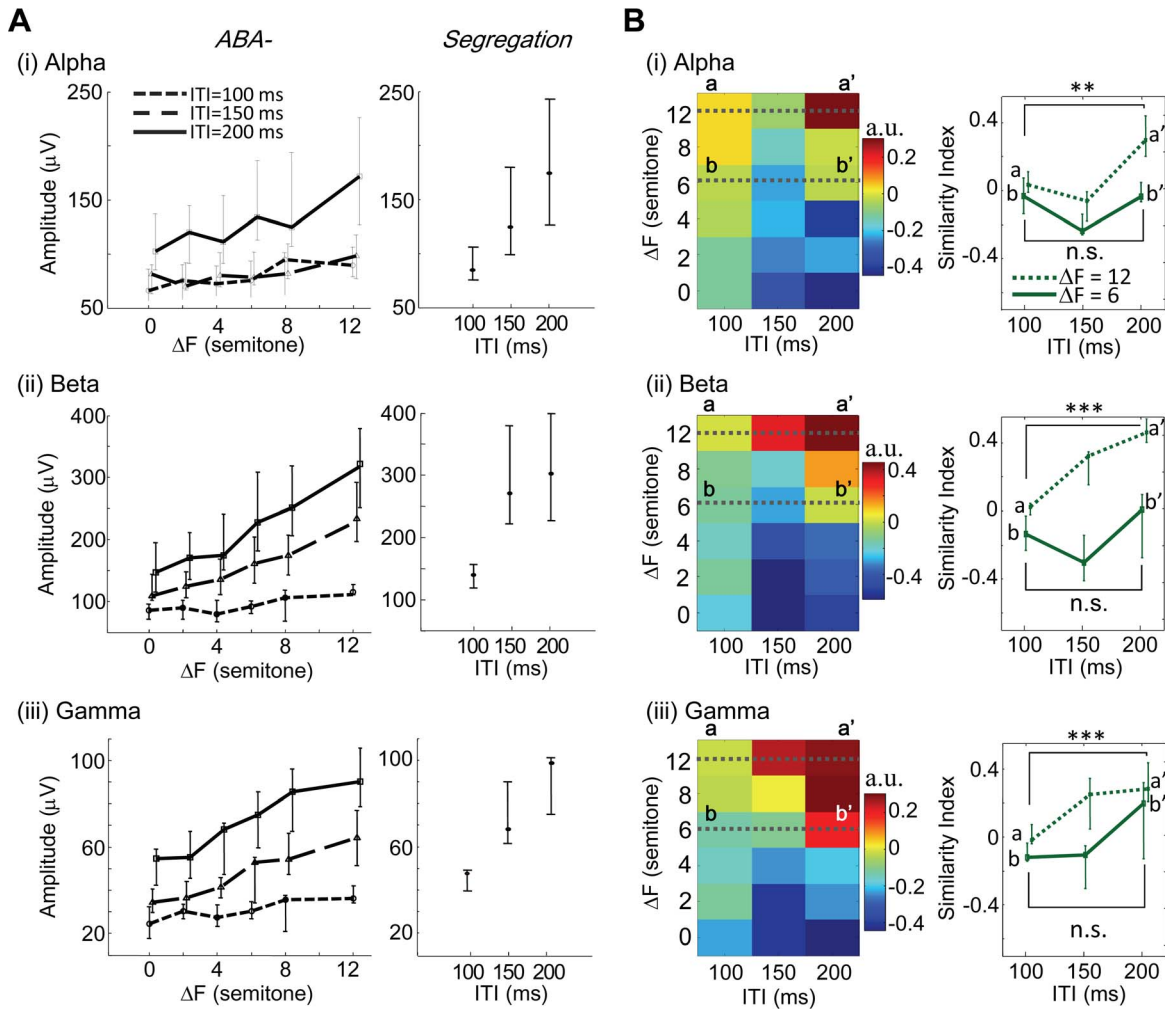 A
ABA-
Segregation
(i) Alpha
ITI=100 ms
ITI=150 ms
ITI=200 ms
Amplitude (μV)
250
150
50
0 4 8 12
ΔF (semitone)
100 150 200
ITI (ms)
(ii) Beta
Amplitude (μV)
400
300
200
100
0 4 8 12
ΔF (semitone)
400
300
200
100
100 150 200
ITI (ms)
(iii) Gamma
Amplitude (μV)
100
60
20
0 4 8 12
ΔF (semitone)
100
60
20
100 150 200
ITI (ms)
B
(i) Alpha
a a'
b b'
ΔF (semitone)
12
8
6
4
2
0
100 150 200
ITI (ms)
a.u.
0.2
0
-0.2
-0.4
Similarity Index
0.4
0
-0.4
**
a a'
b b'
n.s.
ΔF = 12
ΔF = 6
100 150 200
ITI (ms)
(ii) Beta
a a'
b b'
ΔF (semitone)
12
8
6
4
2
0
100 150 200
ITI (ms)
a.u.
0.4
0.2
0
-0.2
-0.4
Similarity Index
0.4
0
-0.4
***
a a'
b b'
n.s.
100 150 200
ITI (ms)
(iii) Gamma
a a'
b b'
ΔF (semitone)
12
8
6
4
2
0
100 150 200
ITI (ms)
a.u.
0.2
0
-0.2
-0.4
Similarity Index
0.4
0
-0.4
***
a a'
b b'
n.s.
100 150 200
ITI (ms)